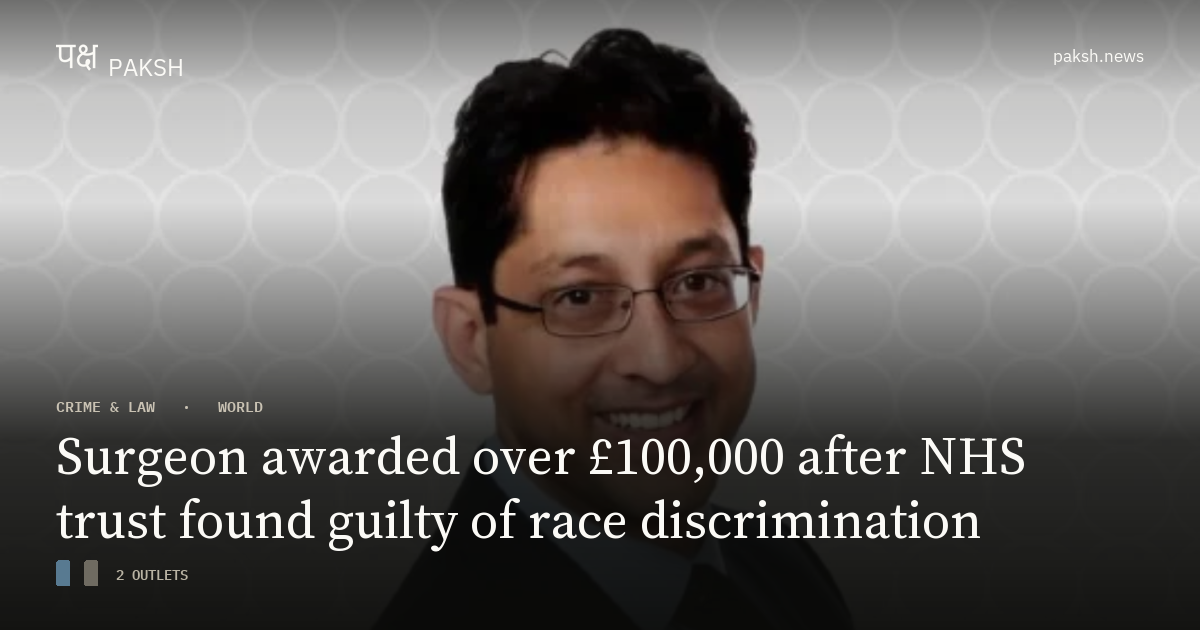 पक्ष PAKSH
paksh.news
CRIME & LAW · WORLD
Surgeon awarded over £100,000 after NHS
trust found guilty of race discrimination
2 OUTLETS